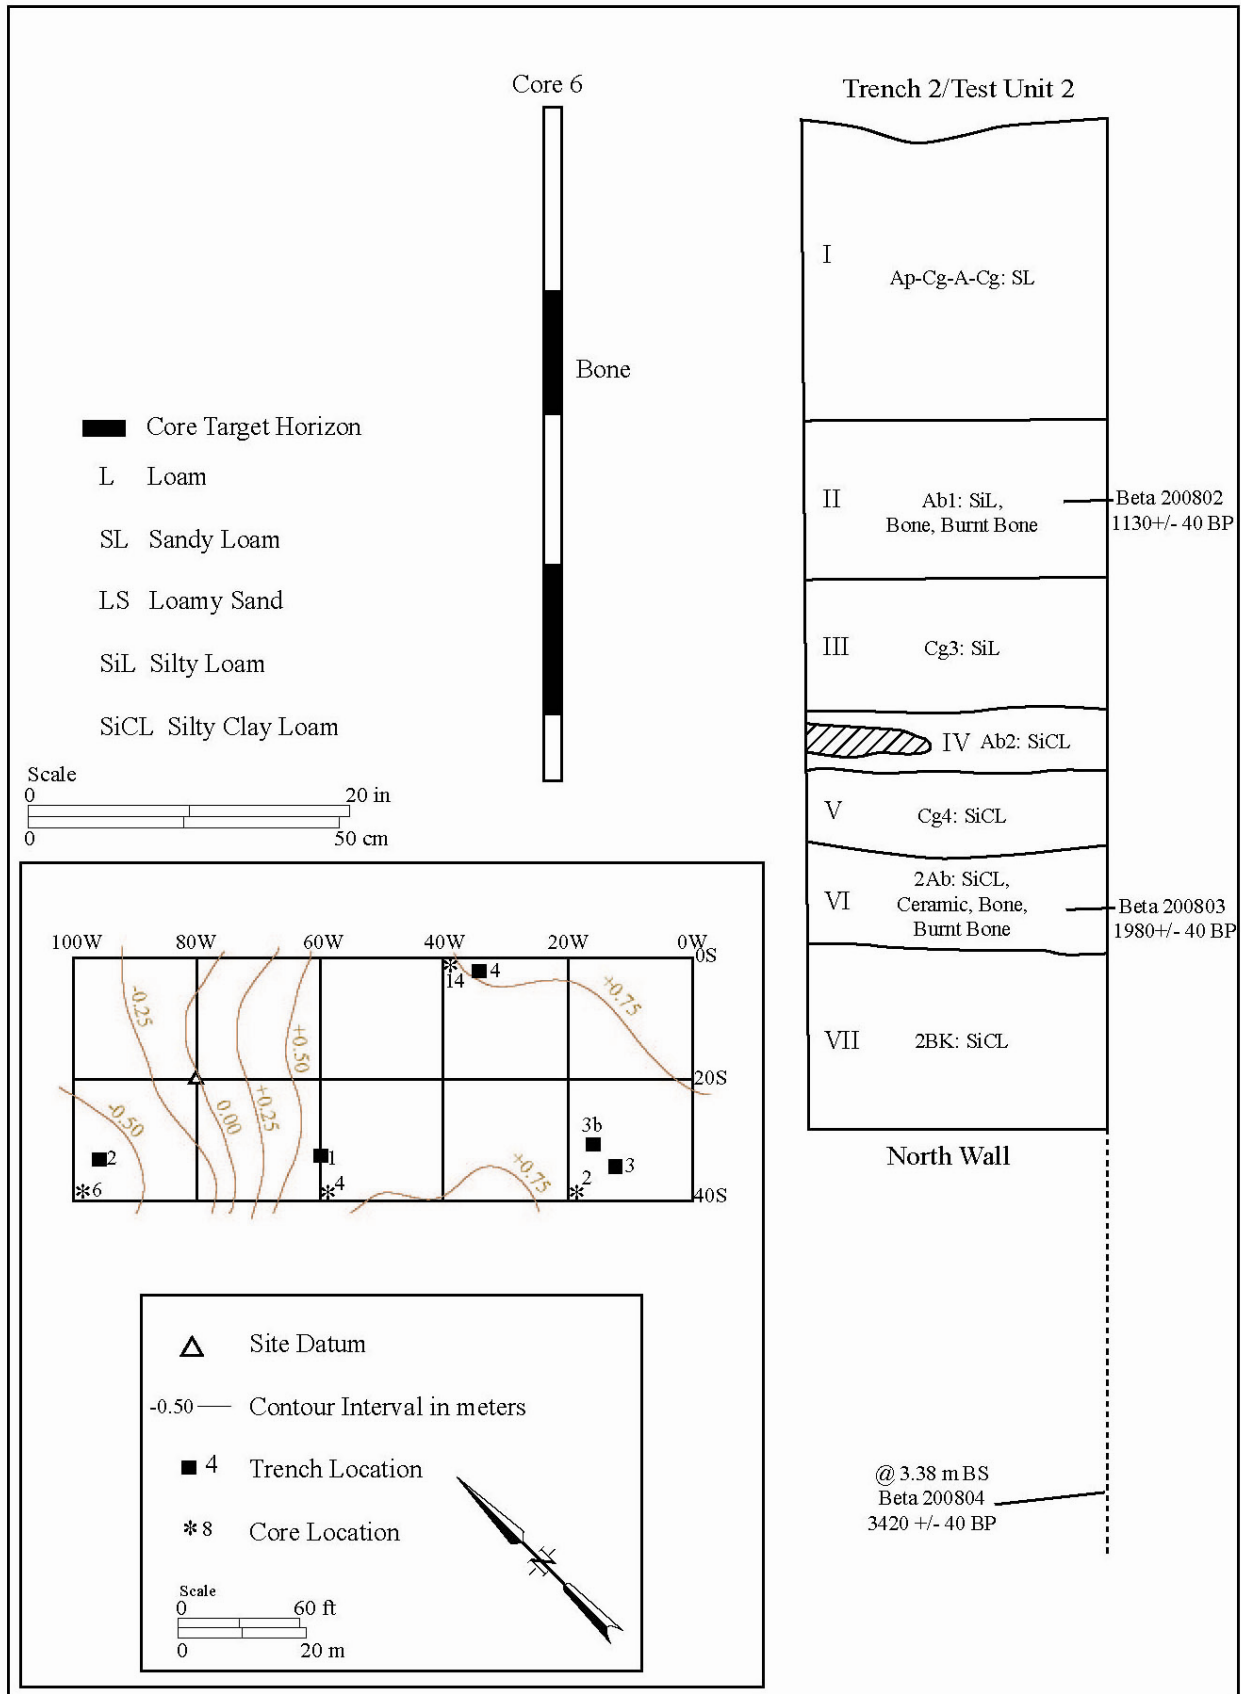 Core 6
Bone
Trench 2/Test Unit 2
I
Ap-Cg-A-Cg: SL
II
Ab1: SiL,
Bone, Burnt Bone
Beta 200802
1130+/- 40 BP
III
Cg3: SiL
IV Ab2: SiCL
V
Cg4: SiCL
VI
2Ab: SiCL,
Ceramic, Bone,
Burnt Bone
Beta 200803
1980+/- 40 BP
VII
2BK: SiCL
North Wall
@ 3.38 m BS
Beta 200804
3420 +/- 40 BP
Core Target Horizon
L Loam
SL Sandy Loam
LS Loamy Sand
SiL Silty Loam
SiCL Silty Clay Loam
Scale
0 20 in
0 50 cm
100W 80W 60W 40W 20W 0W
0S
20S
40S
-0.25
-0.50
0.00
+0.25
+0.50
+0.75
+0.75
14
4
2
6
1
4
3b
3
2
Site Datum
-0.50 Contour Interval in meters
4 Trench Location
8 Core Location
N
Scale
0 60 ft
0 20 m